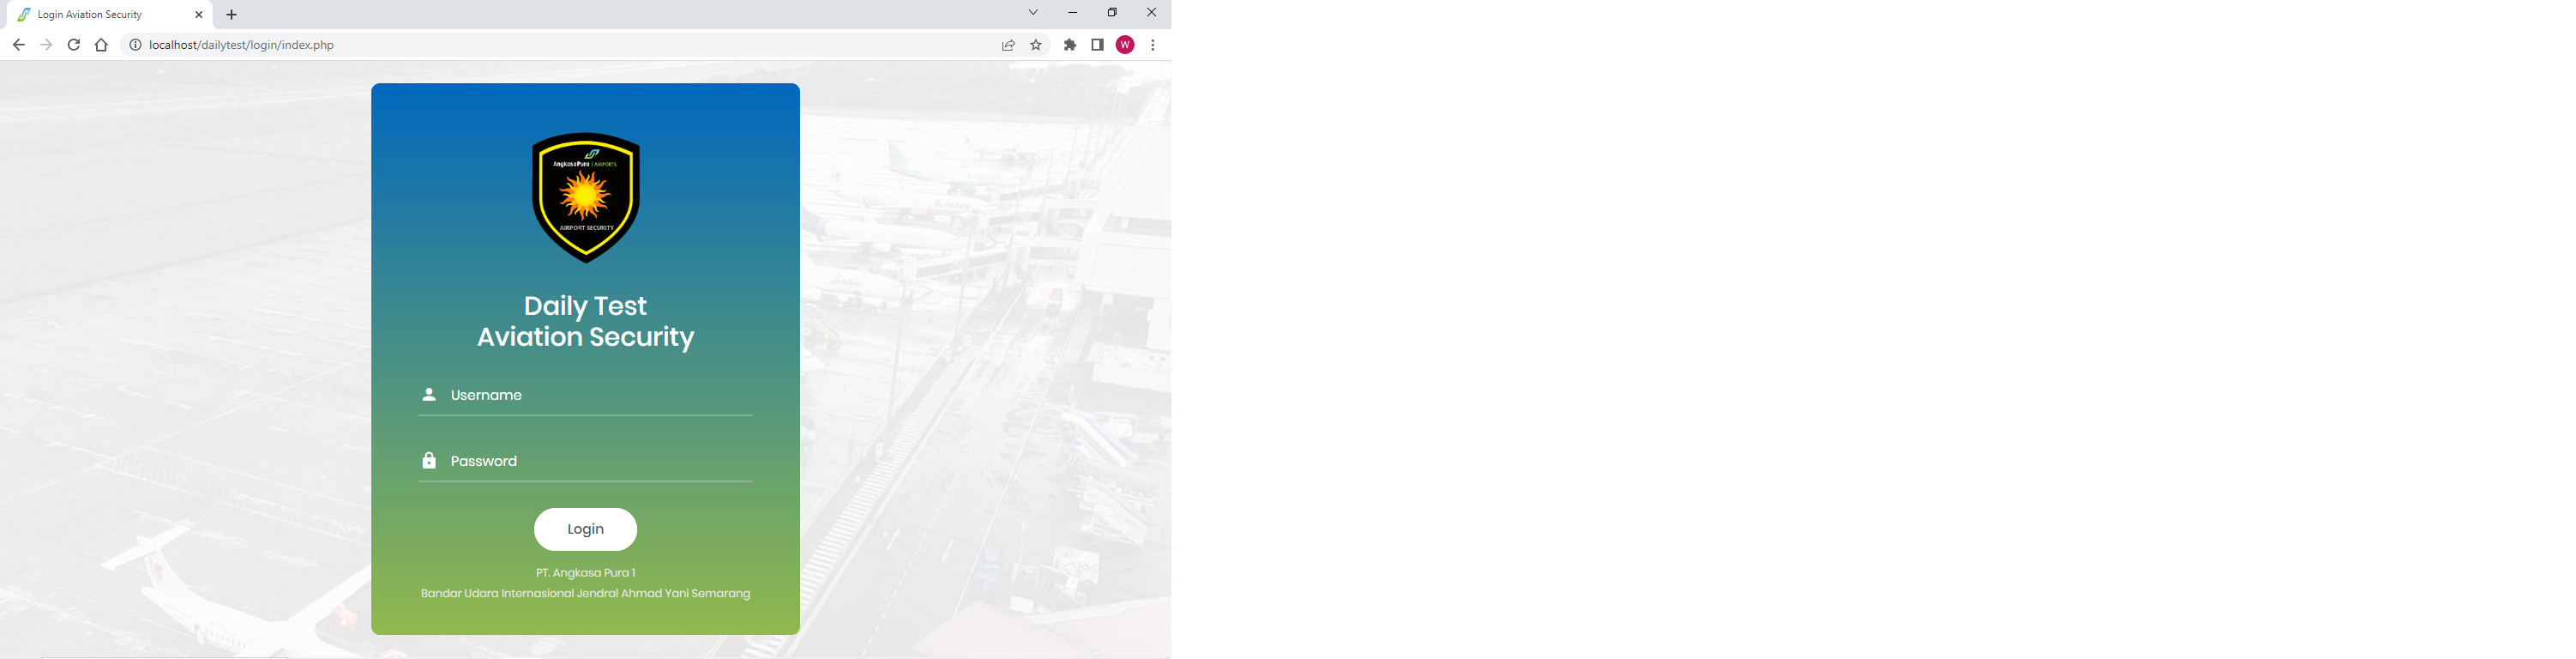 Login Aviation Security
localhost/dailytest/login/index.php
W
AngkasaPura | AIRPORTS
AIRPORT SECURITY
Lion
Daily Test
Aviation Security
Username
Password
Login
PT. Angkasa Pura 1
Bandar Udara Internasional Jendral Ahmad Yani Semarang